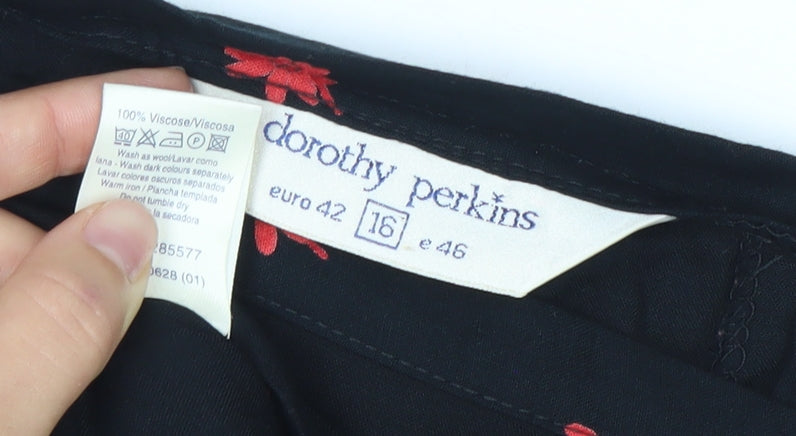 100% Viscose/Viscosa
40 P
Wash as wool/Lavar como
lana - Wash dark colours separately
Lavar colores oscuros separados
Warm iron / Plancha templada
Do not tumble dry
la secadora
285577
0628 (01)
dorothy perkins
euro 42 16 e 46